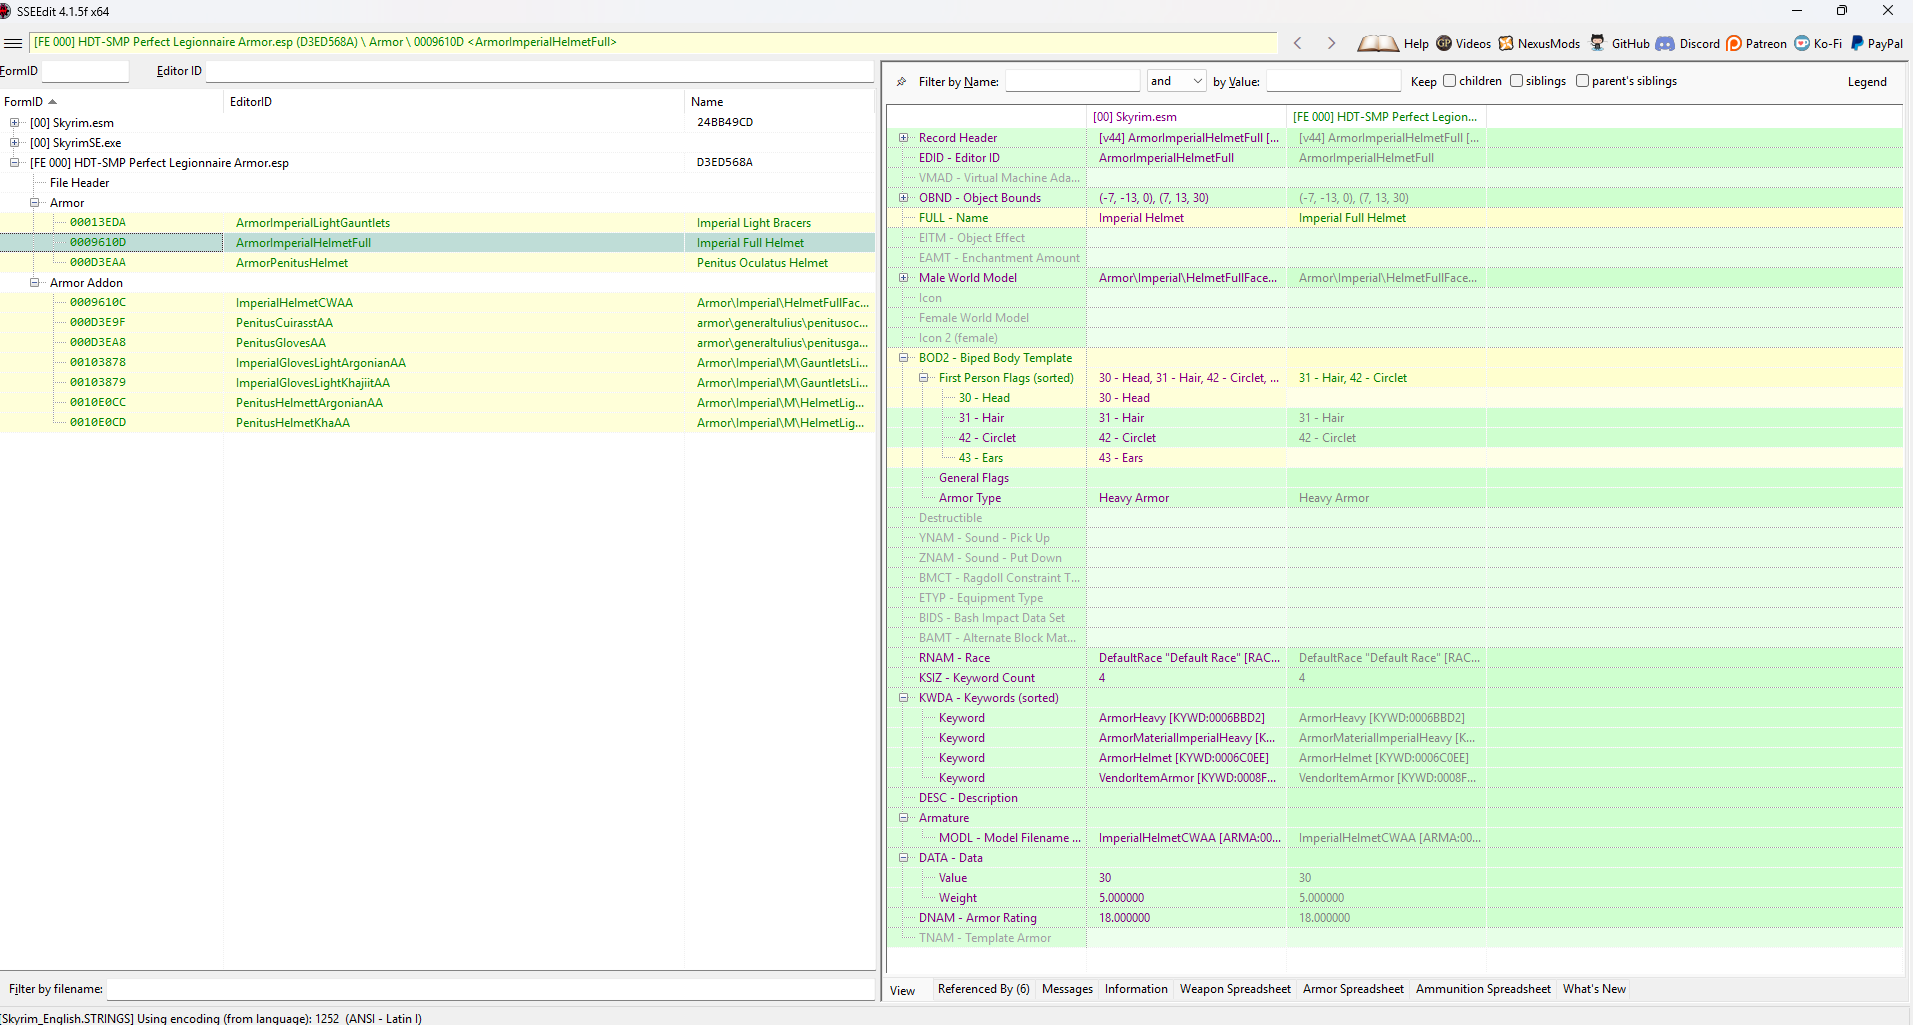 SSEEdit 4.1.5f x64
[FE 000] HDT-SMP Perfect Legionnaire Armor.esp (D3ED568A) \ Armor \ 0009610D <ArmorImperialHelmetFull>
Help Videos NexusMods GitHub Discord Patreon Ko-Fi PayPal
FormID Editor ID
FormID EditorID Name
[00] Skyrim.esm 24BB49CD
[00] SkyrimSE.exe
[FE 000] HDT-SMP Perfect Legionnaire Armor.esp D3ED568A
File Header
Armor
00013EDA ArmorImperialLightGauntlets Imperial Light Bracers
0009610D ArmorImperialHelmetFull Imperial Full Helmet
000D3EAA ArmorPenitusHelmet Penitus Oculatus Helmet
Armor Addon
0009610C ImperialHelmetCWAA Armor\Imperial\HelmetFullFac...
000D3E9F PenitusCuirasstAA armor\generaltulius\penitusoc...
000D3EA8 PenitusGlovesAA armor\generaltulius\penitusga...
00103878 ImperialGlovesLightArgonianAA Armor\Imperial\M\GauntletsLi...
00103879 ImperialGlovesLightKhajiitAA Armor\Imperial\M\GauntletsLi...
0010E0CC PenitusHelmettArgonianAA Armor\Imperial\M\HelmetLig...
0010E0CD PenitusHelmetKhaAA Armor\Imperial\M\HelmetLig...
Filter by filename:
[Skyrim_English.STRINGS] Using encoding (from language): 1252 (ANSI - Latin I)
Filter by Name: and by Value: Keep children siblings parent's siblings Legend
[00] Skyrim.esm [FE 000] HDT-SMP Perfect Legion...
Record Header [v44] ArmorImperialHelmetFull [... [v44] ArmorImperialHelmetFull [...
EDID - Editor ID ArmorImperialHelmetFull ArmorImperialHelmetFull
VMAD - Virtual Machine Ada...
OBND - Object Bounds (-7, -13, 0), (7, 13, 30) (-7, -13, 0), (7, 13, 30)
FULL - Name Imperial Helmet Imperial Full Helmet
EITM - Object Effect
EAMT - Enchantment Amount
Male World Model Armor\Imperial\HelmetFullFace... Armor\Imperial\HelmetFullFace...
Icon
Female World Model
Icon 2 (female)
BOD2 - Biped Body Template
First Person Flags (sorted) 30 - Head, 31 - Hair, 42 - Circlet, ... 31 - Hair, 42 - Circlet
30 - Head 30 - Head
31 - Hair 31 - Hair 31 - Hair
42 - Circlet 42 - Circlet 42 - Circlet
43 - Ears 43 - Ears
General Flags
Armor Type Heavy Armor Heavy Armor
Destructible
YNAM - Sound - Pick Up
ZNAM - Sound - Put Down
BMCT - Ragdoll Constraint T...
ETYP - Equipment Type
BIDS - Bash Impact Data Set
BAMT - Alternate Block Mat...
RNAM - Race DefaultRace "Default Race" [RAC... DefaultRace "Default Race" [RAC...
KSIZ - Keyword Count 4 4
KWDA - Keywords (sorted)
Keyword ArmorHeavy [KYWD:0006BBD2] ArmorHeavy [KYWD:0006BBD2]
Keyword ArmorMaterialImperialHeavy [K... ArmorMaterialImperialHeavy [K...
Keyword ArmorHelmet [KYWD:0006C0EE] ArmorHelmet [KYWD:0006C0EE]
Keyword VendorItemArmor [KYWD:0008F... VendorItemArmor [KYWD:0008F...
DESC - Description
Armature
MODL - Model Filename ... ImperialHelmetCWAA [ARMA:00... ImperialHelmetCWAA [ARMA:00...
DATA - Data
Value 30 30
Weight 5.000000 5.000000
DNAM - Armor Rating 18.000000 18.000000
TNAM - Template Armor
View Referenced By (6) Messages Information Weapon Spreadsheet Armor Spreadsheet Ammunition Spreadsheet What's New